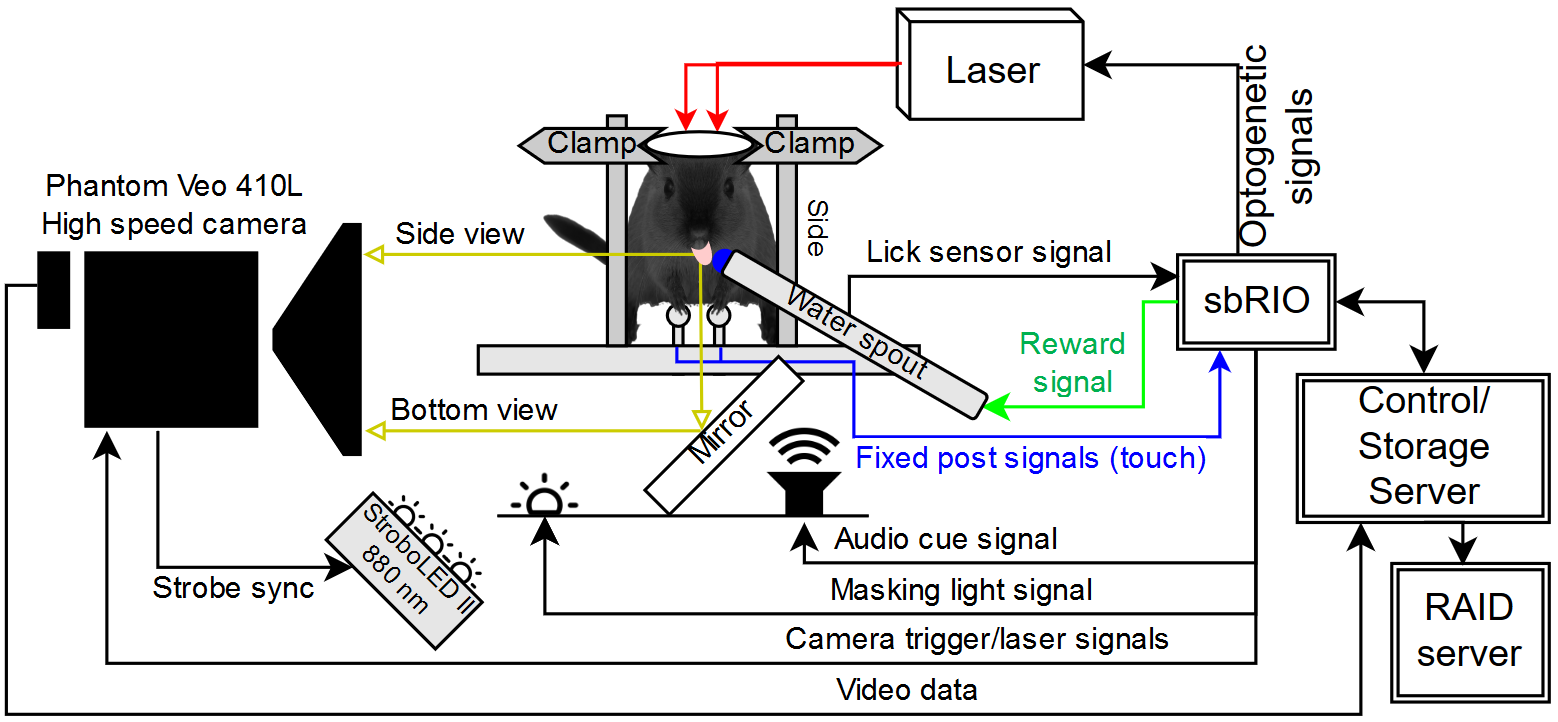 Laser
Optogenetic
signals
Clamp
Clamp
Phantom Veo 410L
High speed camera
Side
Side view
Lick sensor signal
sbRIO
Water spout
Reward
signal
Bottom view
Mirror
Fixed post signals (touch)
Control/
Storage
Server
StroboLED II
880 nm
Strobe sync
Audio cue signal
Masking light signal
RAID
server
Camera trigger/laser signals
Video data